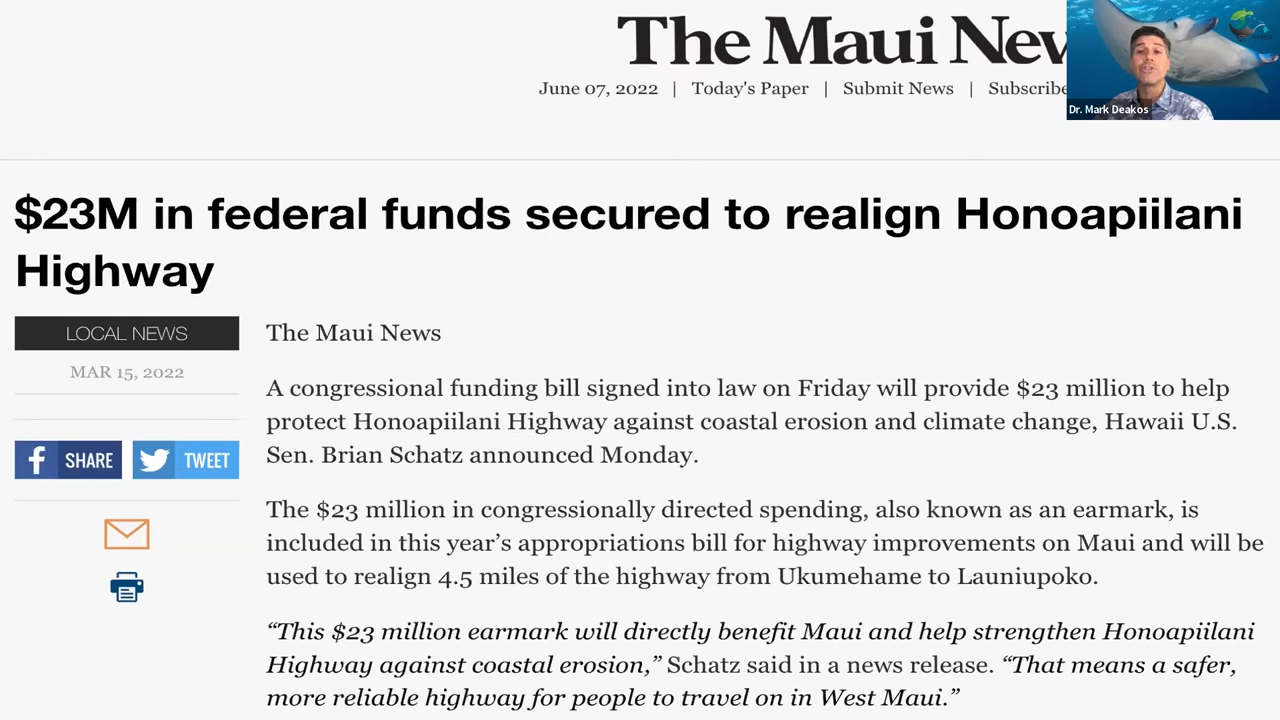 The Maui New
June 07, 2022 | Today's Paper | Submit News | Subscribe
Dr. Mark Deakos
$23M in federal funds secured to realign Honoapiilani
Highway
LOCAL NEWS
MAR 15, 2022
SHARE
TWEET
The Maui News
A congressional funding bill signed into law on Friday will provide $23 million to help
protect Honoapiilani Highway against coastal erosion and climate change, Hawaii U.S.
Sen. Brian Schatz announced Monday.
The $23 million in congressionally directed spending, also known as an earmark, is
included in this year’s appropriations bill for highway improvements on Maui and will be
used to realign 4.5 miles of the highway from Ukumehame to Launiupoko.
“This $23 million earmark will directly benefit Maui and help strengthen Honoapiilani
Highway against coastal erosion,” Schatz said in a news release. “That means a safer,
more reliable highway for people to travel on in West Maui.”